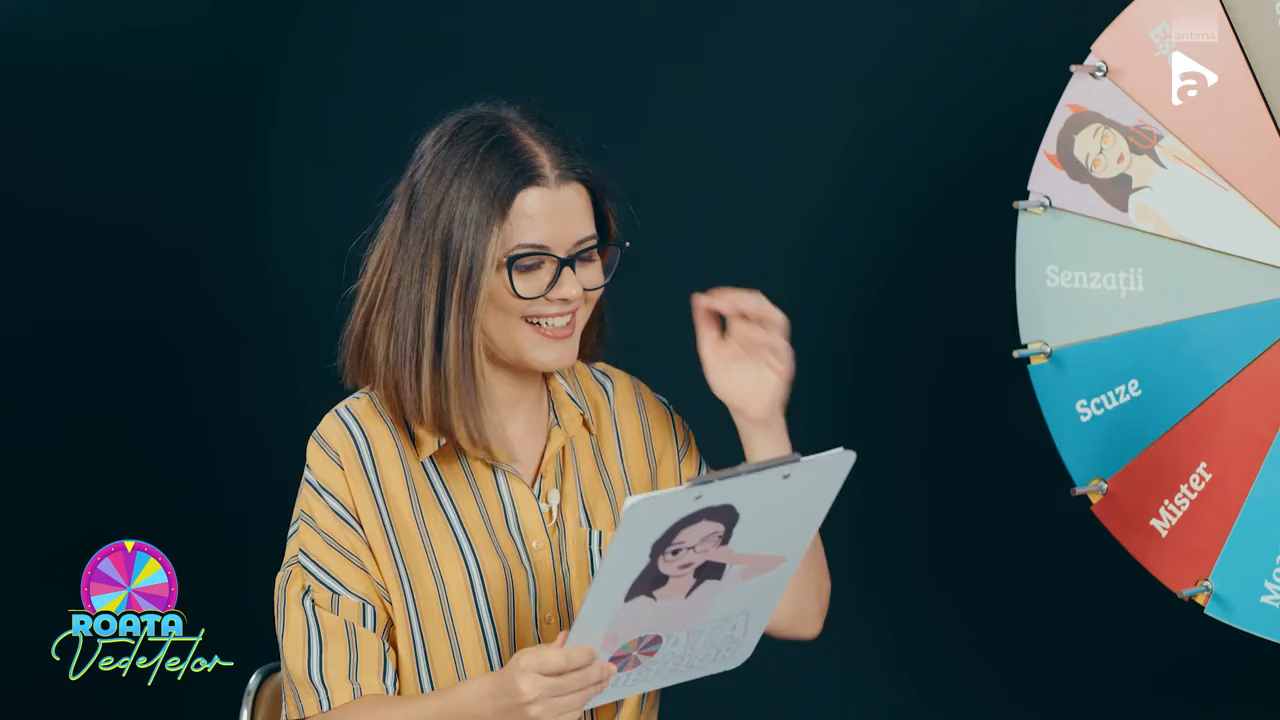 antena
a
Senzații
Scuze
Mister
ROATA
Vedetelor